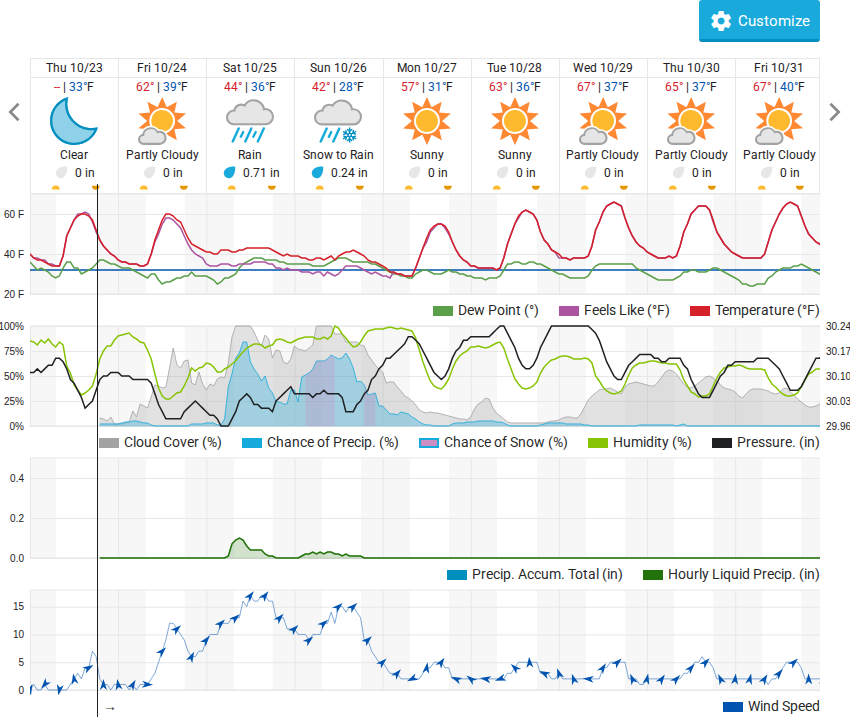 Customize
Thu 10/23 Fri 10/24 Sat 10/25 Sun 10/26 Mon 10/27 Tue 10/28 Wed 10/29 Thu 10/30 Fri 10/31
– | 33°F 62° | 39°F 44° | 36°F 42° | 28°F 57° | 31°F 63° | 36°F 67° | 37°F 65° | 37°F 67° | 40°F
Clear Partly Cloudy Rain Snow to Rain Sunny Sunny Partly Cloudy Partly Cloudy Partly Cloudy
0 in 0 in 0.71 in 0.24 in 0 in 0 in 0 in 0 in 0 in
60 F
40 F
20 F
Dew Point (°) Feels Like (°F) Temperature (°F)
100% 30.24
75% 30.17
50% 30.10
25% 30.03
0% 29.96
Cloud Cover (%) Chance of Precip. (%) Chance of Snow (%) Humidity (%) Pressure. (in)
0.4
0.2
0.0
Precip. Accum. Total (in) Hourly Liquid Precip. (in)
15
10
5
0
→ Wind Speed